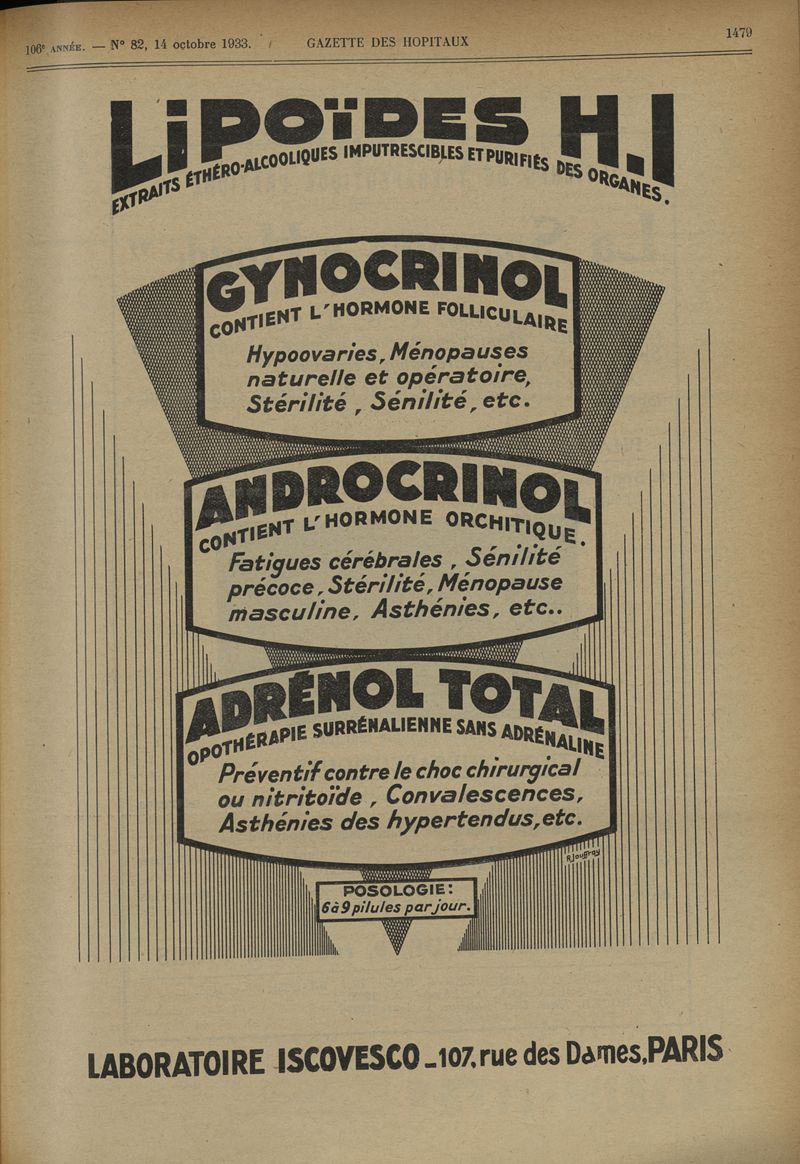 106e ANNÉE. — N° 82, 14 octobre 1933. GAZETTE DES HOPITAUX 1479
LiPOÏDES H.I
EXTRAITS ÉTHÉRO-ALCOOLIQUES IMPUTRESCIBLES ET PURIFIÉS DES ORGANES.
GYNOCRINOL
CONTIENT L'HORMONE FOLLICULAIRE
Hypoovaries, Ménopauses
naturelle et opératoire,
Stérilité, Sénilité, etc.
ANDROCRINOL
CONTIENT L'HORMONE ORCHITIQUE.
Fatigues cérébrales, Sénilité
précoce, Stérilité, Ménopause
masculine, Asthénies, etc..
ADRÉNOL TOTAL
OPOTHÉRAPIE SURRÉNALIENNE SANS ADRÉNALINE
Préventif contre le choc chirurgical
ou nitritoïde, Convalescences,
Asthénies des hypertendus, etc.
R. Jouffray
POSOLOGIE:
6 à 9 pilules par jour.
LABORATOIRE ISCOVESCO _ 107, rue des Dames, PARIS